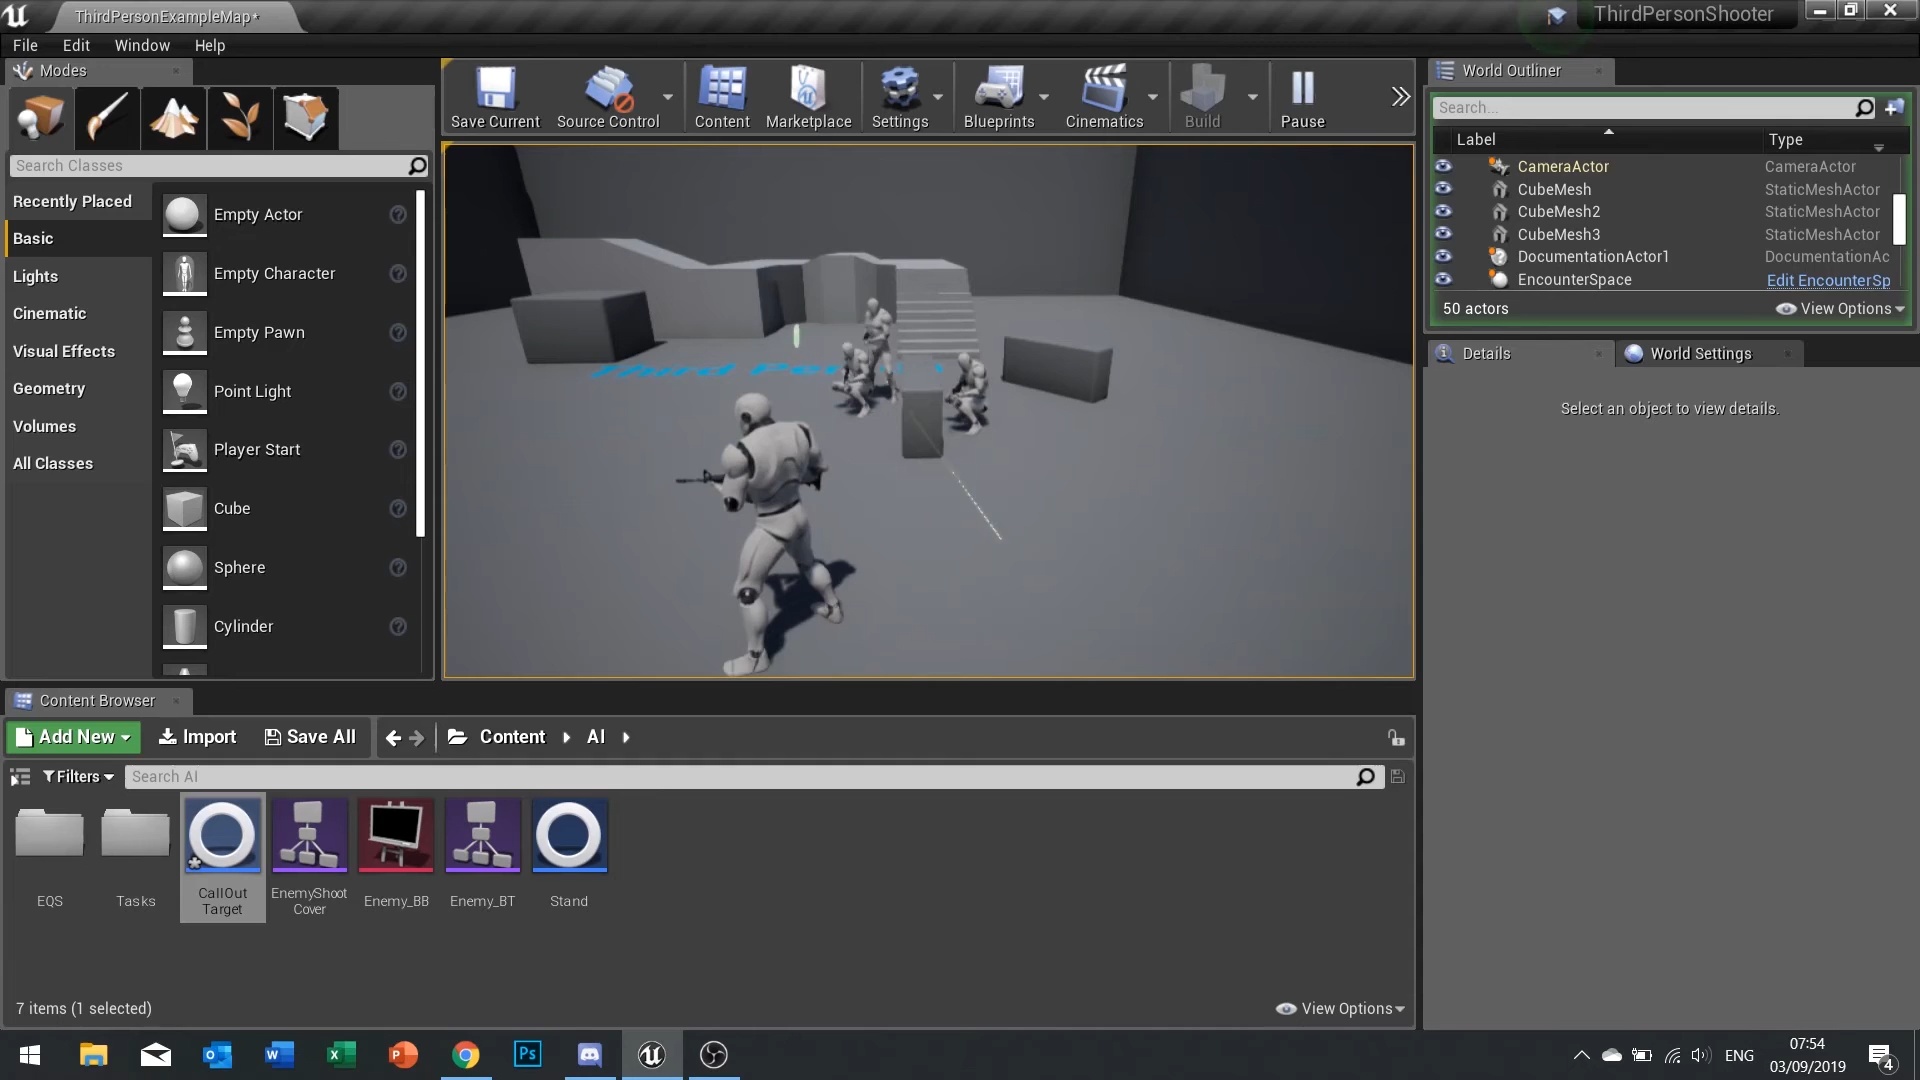 ThirdPersonExampleMap*
ThirdPersonShooter
File Edit Window Help
Modes
Search Classes
Recently Placed
Basic
Lights
Cinematic
Visual Effects
Geometry
Volumes
All Classes
Empty Actor
Empty Character
Empty Pawn
Point Light
Player Start
Cube
Sphere
Cylinder
Save Current
Source Control
Content
Marketplace
Settings
Blueprints
Cinematics
Build
Pause
Third Pe
World Outliner
Search...
Label Type
CameraActor CameraActor
CubeMesh StaticMeshActor
CubeMesh2 StaticMeshActor
CubeMesh3 StaticMeshActor
DocumentationActor1 DocumentationAc
EncounterSpace Edit EncounterSp
50 actors View Options
Details World Settings
Select an object to view details.
Content Browser
Add New Import Save All Content AI
Filters Search AI
EQS
Tasks
CallOut
Target
EnemyShoot
Cover
Enemy_BB
Enemy_BT
Stand
7 items (1 selected) View Options
Ps
ENG
07:54
03/09/2019
4